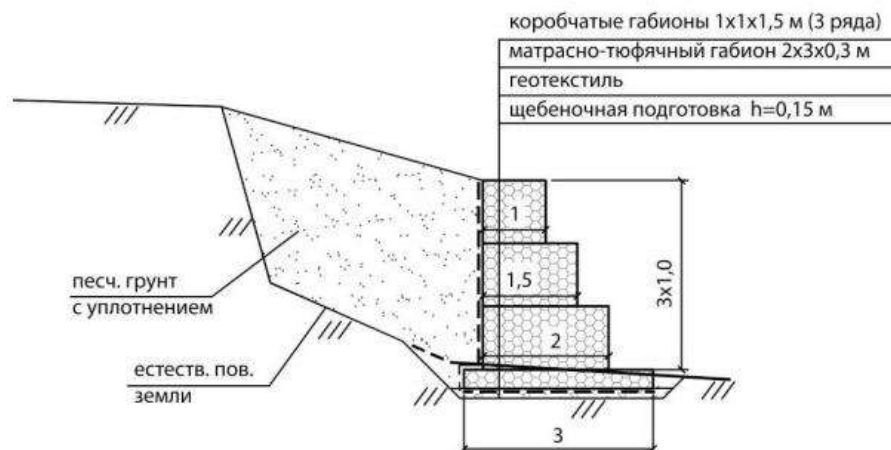 коробчатые габионы 1х1х1,5 м (3 ряда)
матрасно-тюфячный габион 2х3х0,3 м
геотекстиль
щебеночная подготовка h=0,15 м
1
1,5
2
3х1,0
песч. грунт
с уплотнением
естеств. пов.
земли
3